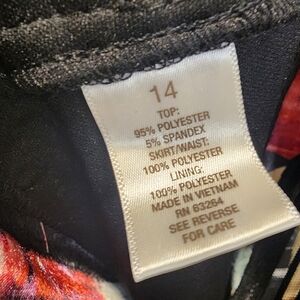 14
TOP:
95% POLYESTER
5% SPANDEX
SKIRT/WAIST:
100% POLYESTER
LINING:
100% POLYESTER
MADE IN VIETNAM
RN 63264
SEE REVERSE
FOR CARE